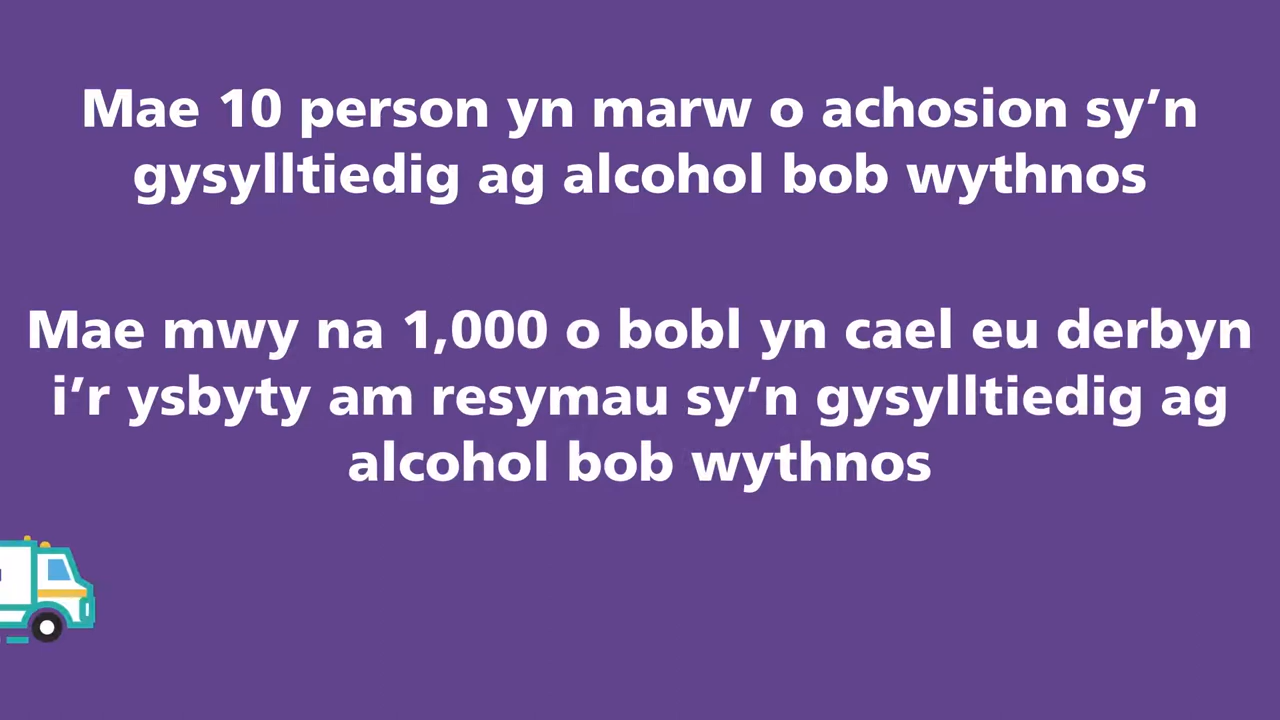 Mae 10 person yn marw o achosion sy’n
gysylltiedig ag alcohol bob wythnos
Mae mwy na 1,000 o bobl yn cael eu derbyn
i’r ysbyty am resymau sy’n gysylltiedig ag
alcohol bob wythnos